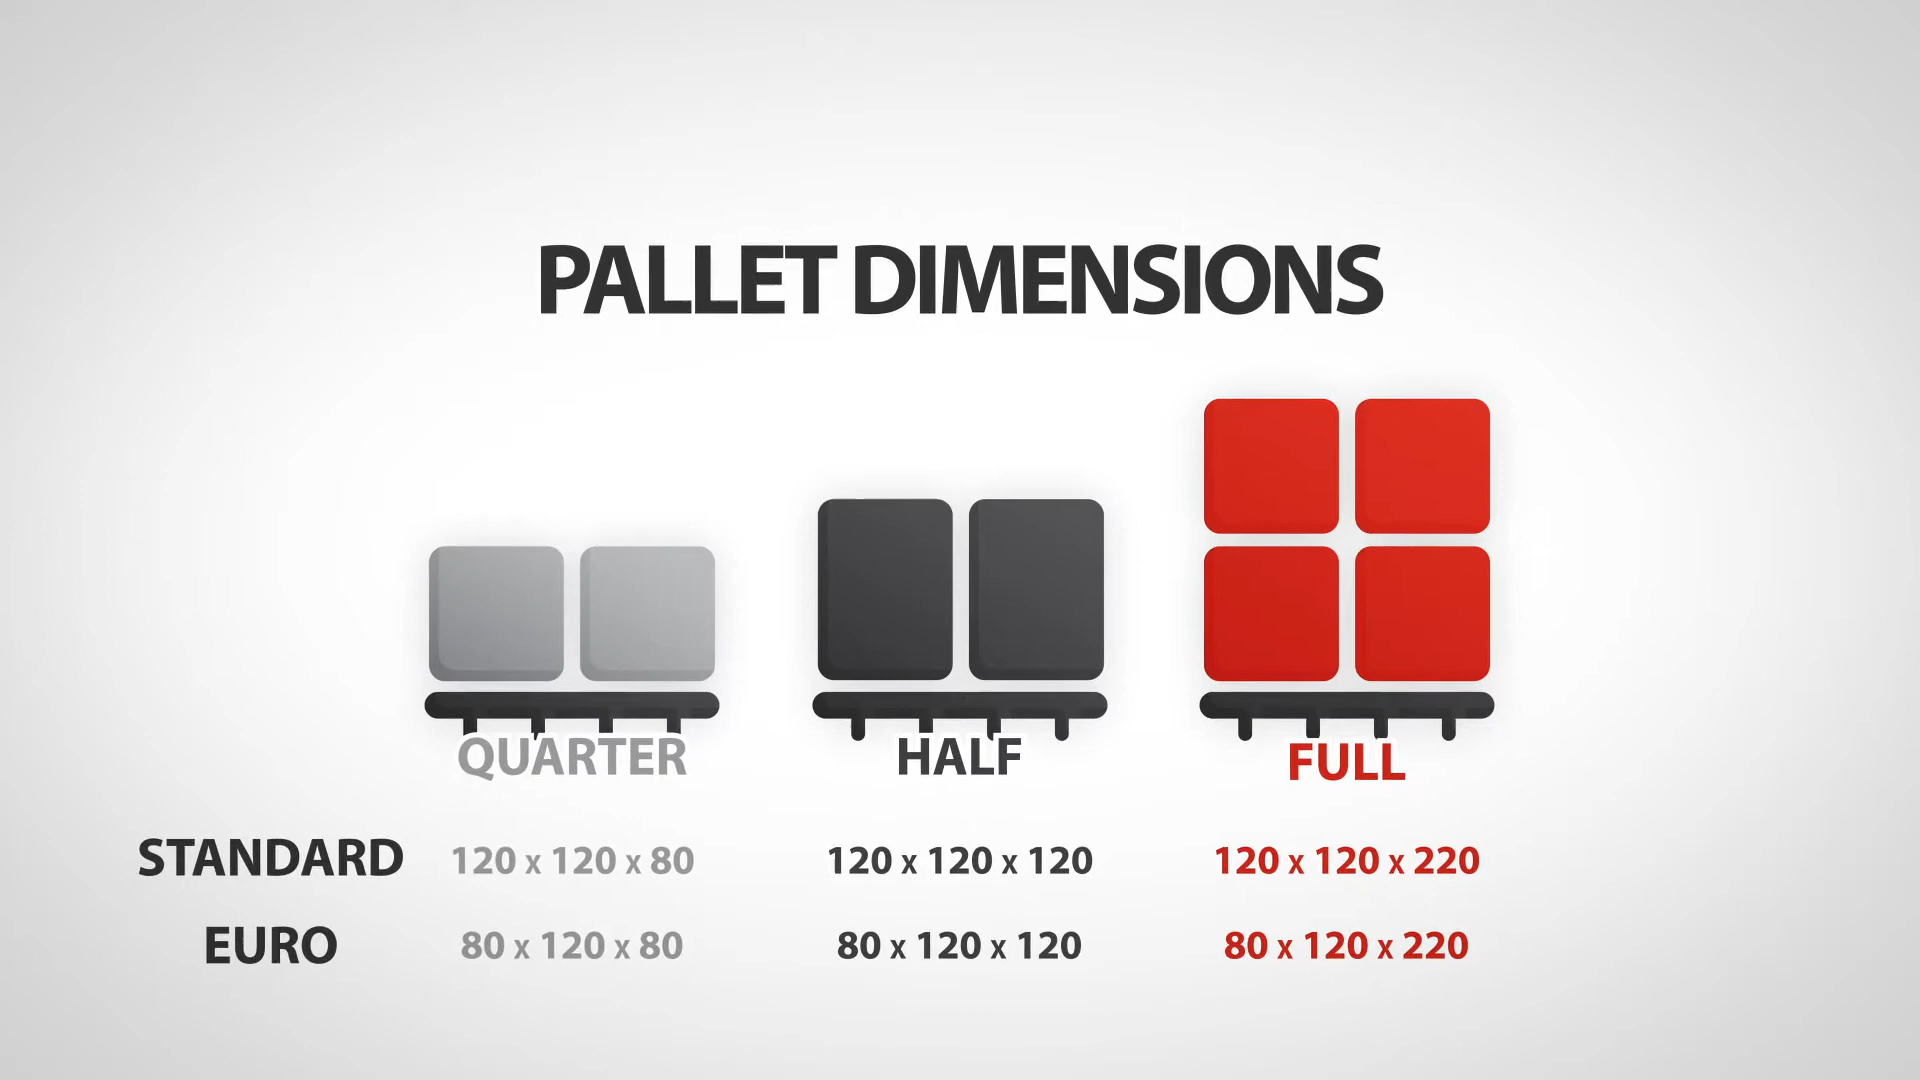 PALLET DIMENSIONS
QUARTER HALF FULL
STANDARD 120 x 120 x 80 120 x 120 x 120 120 x 120 x 220
EURO 80 x 120 x 80 80 x 120 x 120 80 x 120 x 220